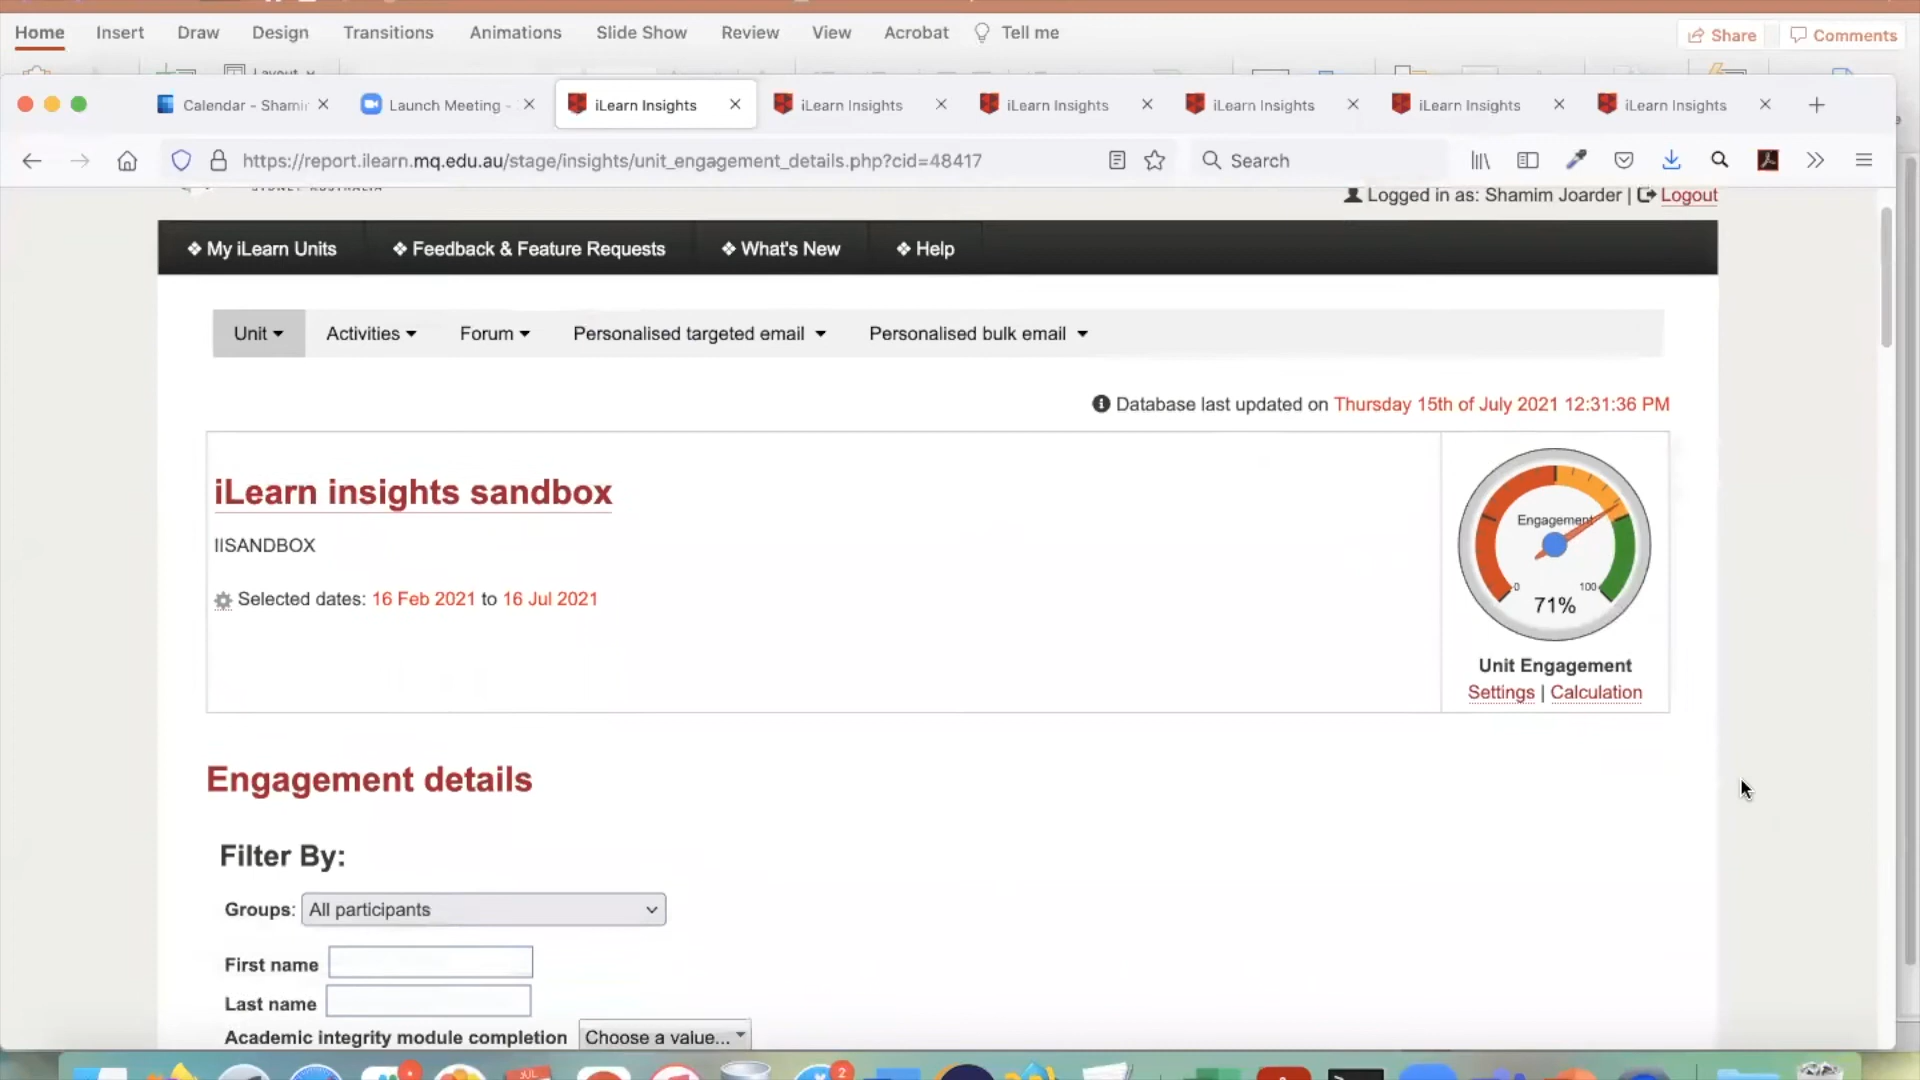 Home Insert Draw Design Transitions Animations Slide Show Review View Acrobat Tell me Share Comments
Layout
Calendar - Shamir Launch Meeting - iLearn Insights iLearn Insights iLearn Insights iLearn Insights iLearn Insights iLearn Insights
https://report.ilearn.mq.edu.au/stage/insights/unit_engagement_details.php?cid=48417 Search
SYDNEY·AUSTRALIA
Logged in as: Shamim Joarder | Logout
My iLearn Units Feedback & Feature Requests What's New Help
Unit Activities Forum Personalised targeted email Personalised bulk email
Database last updated on Thursday 15th of July 2021 12:31:36 PM
iLearn insights sandbox
IISANDBOX
Selected dates: 16 Feb 2021 to 16 Jul 2021
Engagement
0 100
71%
Unit Engagement
Settings | Calculation
Engagement details
Filter By:
Groups: All participants
First name
Last name
Academic integrity module completion Choose a value...
JUL 2